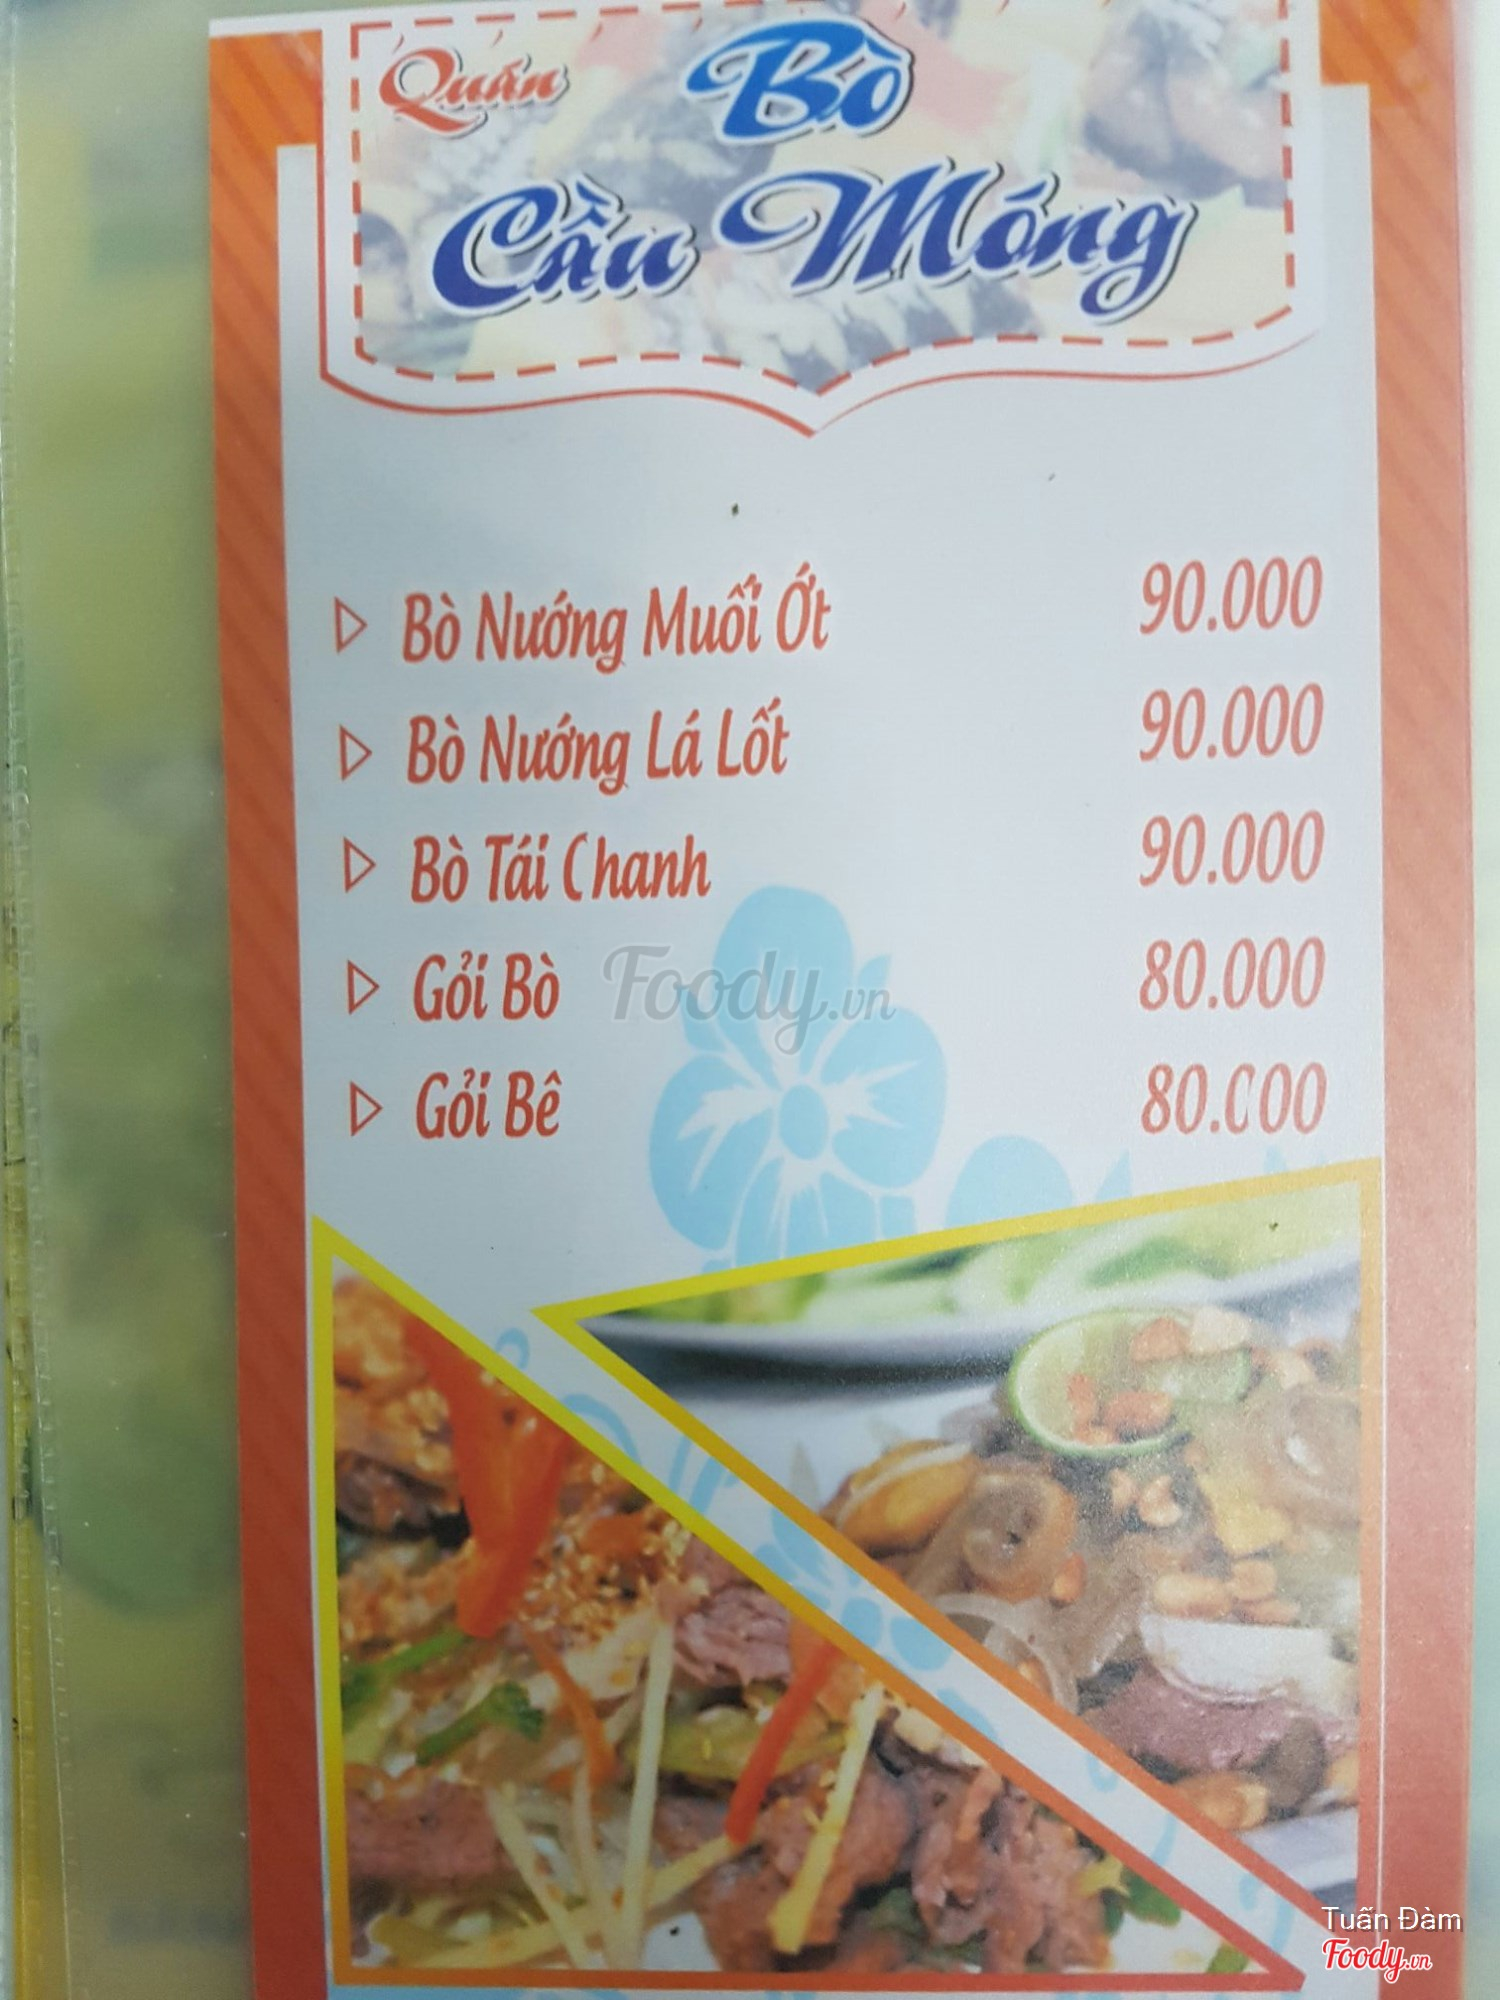 Quán Bò
Cầu Móng
Bò Nướng Muối Ớt 90.000
Bò Nướng Lá Lốt 90.000
Bò Tái Chanh 90.000
Gỏi Bò 80.000
Foody.vn
Gỏi Bê 80.000
Tuấn Đàm
Foody.vn